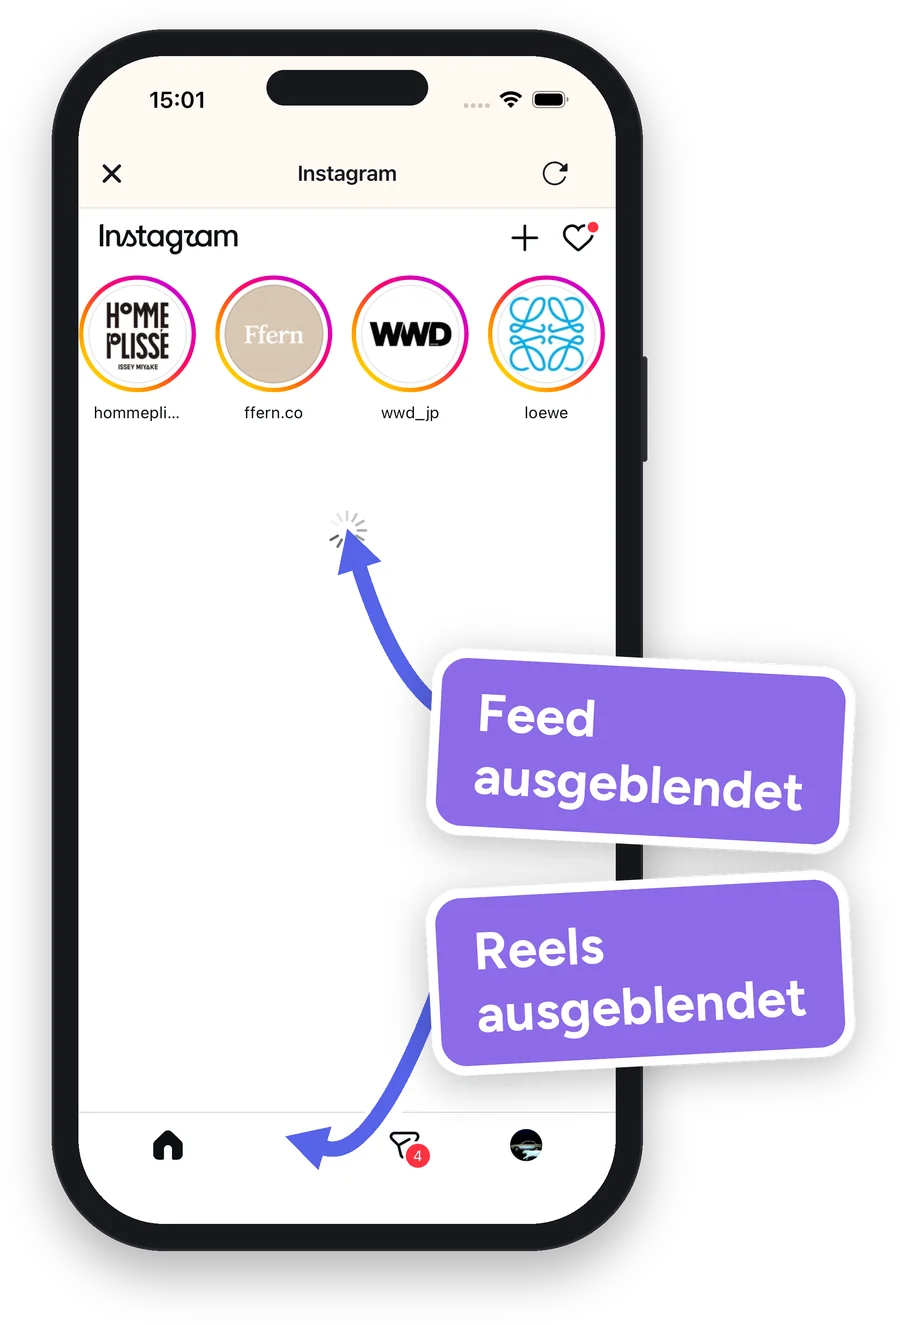 15:01
Instagram
Instagram
HOMME
PLISSÉ
ISSEY MIYAKE
Ffern
WWD
hommepli...
ffern.co
wwd_jp
loewe
Feed
ausgeblendet
Reels
ausgeblendet
4